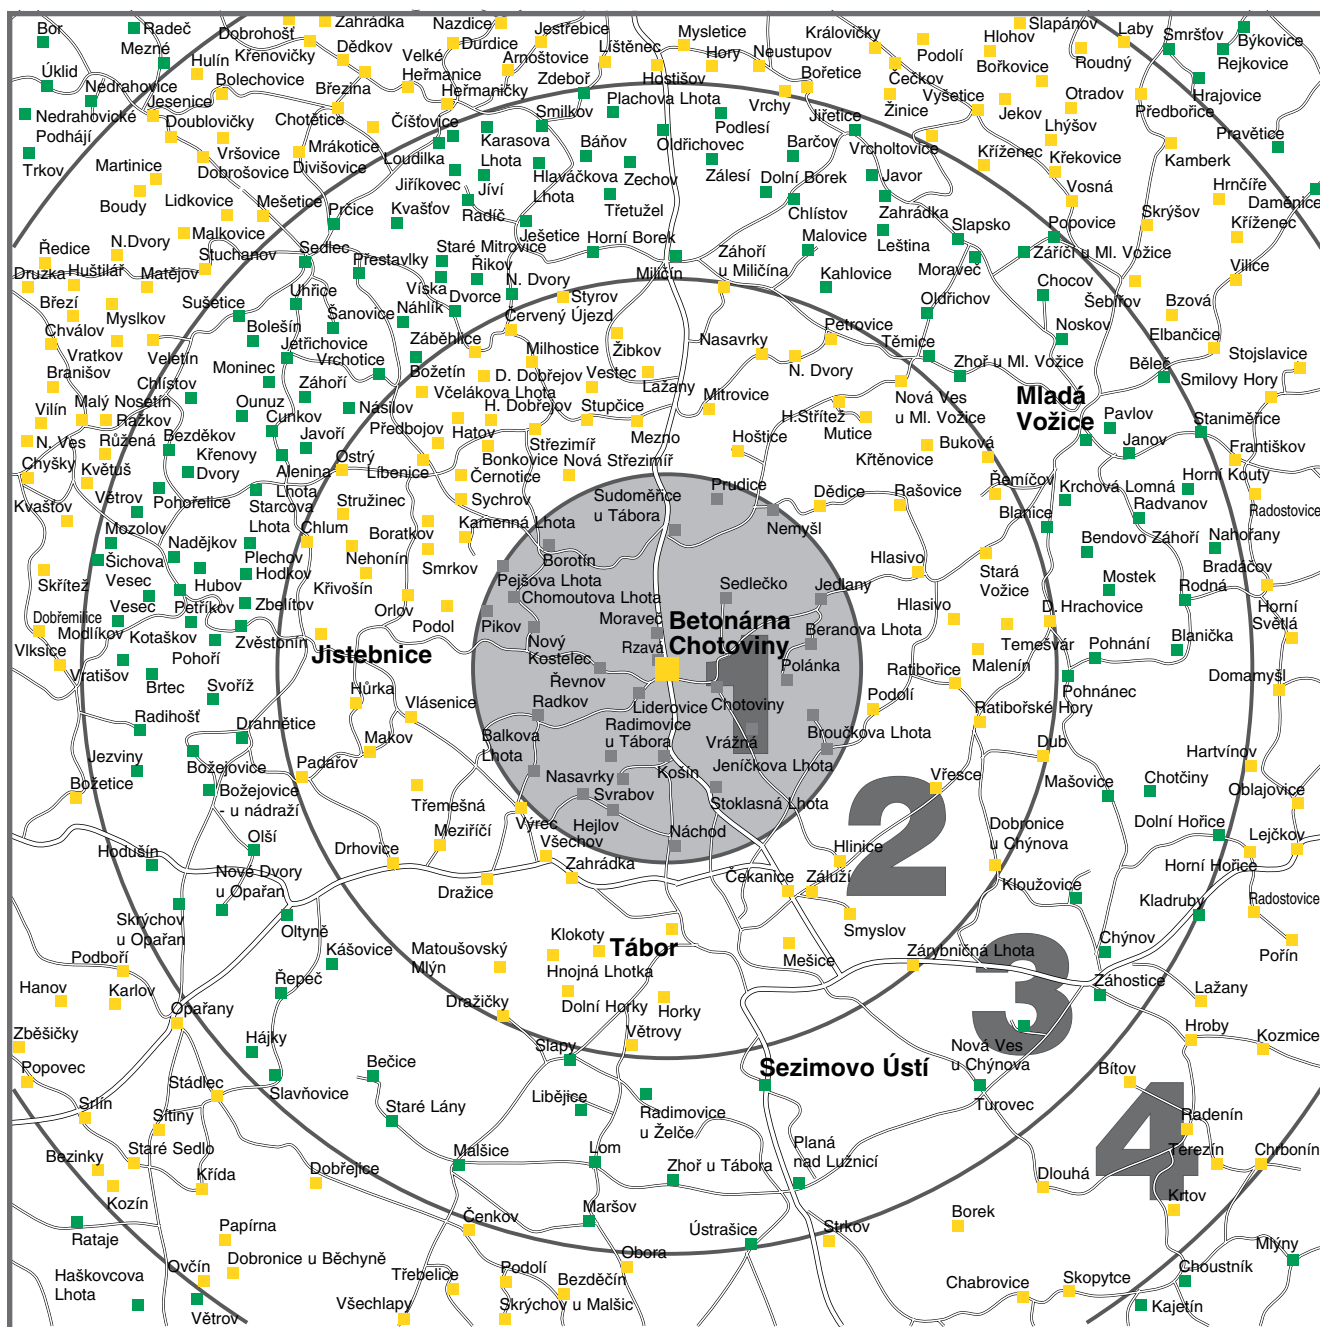 Bor
Radeč
Mezné
Úklid
Nedrahovice
Nedrahovické
Podhájí
Trkov
Dobrohošť
Křenovičky
Hulín
Bolechovice
Jesenice
Doublovičky
Zahrádka
Dědkov
Březina
Chotětice
Vršovice
Dobrošovice
Mrákotice
Divišovice
Martinice
Boudy
Lidkovice
Mešetice
Malkovice
Stuchanov
Nazdice
Durdice
Velké
Heřmanice
Heřmaničky
Jestřebice
Arnoštovice
Zdeboř
Číšťovice
Loudilka
Smilkov
Karasova
Lhota
Jiříkovec
Jíví
Kvašťov
Radíč
Prčice
Líštěnec
Mysletice
Hory
Hostišov
Neustupov
Plachova Lhota
Vrchy
Podlesí
Báňov
Oldřichovec
Zechov
Hlaváčkova
Lhota
Třetužel
Zálesí
Barčov
Dolní Borek
Chlístov
Malovice
Královičky
Podolí
Čečkov
Bořetice
Žinice
Jiřetice
Vrcholtovice
Javor
Zahrádka
Leština
Slapánov
Hlohov
Laby
Bořkovice
Roudný
Vyšetice
Otradov
Jekov
Lhýšov
Předbořice
Kříženec
Křekovice
Kamberk
Vosná
Smršťov
Býkovice
Rejkovice
Hrajovice
Pravětice
Hrnčíře
Daměnice
Kříženec
Skrýšov
Popovice
Slapsko
Moraveč
Záříčí u Ml. Vožice
Vilice
Ředice
N.Dvory
Druzka
Huštilář
Matějov
Březí
Myslkov
Chválov
Sušetice
Sedlec
Přestavlky
Staré Mitrovice
Řikov
Víska
N. Dvory
Ješetice
Horní Borek
Miličín
Záhoří
u Miličína
Kahlovice
Oldřichov
Chocov
Šebířov
Bzová
Noskov
Elbančice
Stojslavice
Uhřice
Šanovice
Náhlík
Dvorce
Styrov
Červený Újezd
Bolešín
Jetřichovice
Záběhlice
Vrchotice
Moninec
Záhoří
Božetín
Veletín
Vratkov
Branišov
Chlístov
Malý Nosetín
Vilín
Ražkov
Růžená
N. Ves
Chyšky
Květuš
Bezděkov
Ounuz
Cunkov
Javoří
Násilov
Předbojov
Křenovy
Dvory
Alenina
Lhota
Ostrý
Líbenice
Milhostice
Žibkov
D. Dobřejov
Vestec
Lažany
Včelákova Lhota
H. Dobřejov
Stupčice
Hatov
Střezimíř
Mezno
Bonkovice
Nová Střezimíř
Černotice
Sychrov
Nasavrky
Petrovice
Těmice
N. Dvory
Mitrovice
H.Střítež
Mutice
Hoštice
Nová Ves
u Ml. Vožice
Zhoř u Ml. Vožice
Mladá
Vožice
Běleč
Smilovy Hory
Pavlov
Staniměřice
Janov
Františkov
Buková
Křtěnovice
Řemíčov
Krchová Lomná
Horní Kouty
Radvanov
Radostovice
Blanice
Bendovo Záhoří
Nahořany
Bradáčov
Mostek
Rodná
Kvašťov
Větrov
Pohořelice
Mozolov
Starcova
Lhota
Stružinec
Chlum
Boratkov
Kamenná Lhota
Nadějkov
Šichova
Vesec
Plechov
Hodkov
Nehonín
Smrkov
Hubov
Křivošín
Skrítež
Vesec
Petříkov
Zbelítov
Orlov
Podol
Dobřemilice
Modlíkov
Kotaškov
Zvěstonín
Vlksice
Pohoří
Vratišov
Brtec
Jistebnice
Sudoměřice
u Tábora
Prudice
Nemyšl
Borotín
Pejšova Lhota
Chomoutova Lhota
Sedlečko
Jedlany
Pikov
Nový
Kostelec
Moraveč
Rzavá
Betonárna
Chotoviny
1
Beranova Lhota
Polánka
Řevnov
Radkov
Liderovice
Chotoviny
Radimovice
u Tábora
Vrážná
Broučkova Lhota
Balkova
Lhota
Košín
Jeníčkova Lhota
Nasavrky
Svrabov
Stoklasná Lhota
Hejlov
Náchod
Dědice
Rašovice
Hlasivo
Stará
Vožice
Hlasivo
D. Hrachovice
Horní
Světlá
Temešvár
Pohnání
Blanička
Malenín
Ratibořice
Pohnánec
Domamyšl
Podolí
Ratibořské Hory
Dub
Hartvínov
Vřesce
Mašovice
Chotčiny
Oblajovice
Svoříž
Radihošť
Drahnětice
Hůrka
Vlásenice
Makov
Jezviny
Božejovice
Padařov
Božetice
Božejovice
- u nádraží
Třemešná
Meziříčí
Výrec
Všechov
Olší
Drhovice
Zahrádka
Hodušín
Nové Dvory
u Opařan
Dražice
Skrýchov
u Opařan
Oltyně
Kášovice
Matoušovský
Mlýn
Klokoty
Tábor
Hnojná Lhotka
Podboří
Karlov
Hanov
Řepeč
Dražičky
Dolní Horky
Horky
Opařany
Větrovy
2
Hlinice
Čekanice
Záluží
Smyslov
Mešice
Dobronice
u Chýnova
Dolní Hořice
Lejčkov
Horní Hořice
Kloužovice
Kladruby
Radostovice
Chýnov
Zárybničná Lhota
Pořín
3
Záhostice
Lažany
Hroby
Kozmice
Nová Ves
u Chýnova
Bítov
Turovec
4
Radenín
Terezín
Chrbonín
Dlouhá
Krtov
Zběšičky
Hájky
Popovec
Stádlec
Slavňovice
Bečice
Slapy
Sezimovo Ústí
Srlín
Sítiny
Staré Lány
Libějice
Radimovice
u Želče
Bezinky
Staré Sedlo
Malšice
Lom
Planá
nad Lužnicí
Kozín
Křída
Dobřejice
Zhoř u Tábora
Rataje
Papírna
Čenkov
Maršov
Ústrašice
Strkov
Borek
Mlýny
Haškovcova
Lhota
Ovčín
Dobronice u Běchyně
Obora
Třebelice
Podolí
Bezděčín
Chabrovice
Skopytce
Choustník
Větrov
Všechlapy
Skrýchov u Malšic
Kajetín